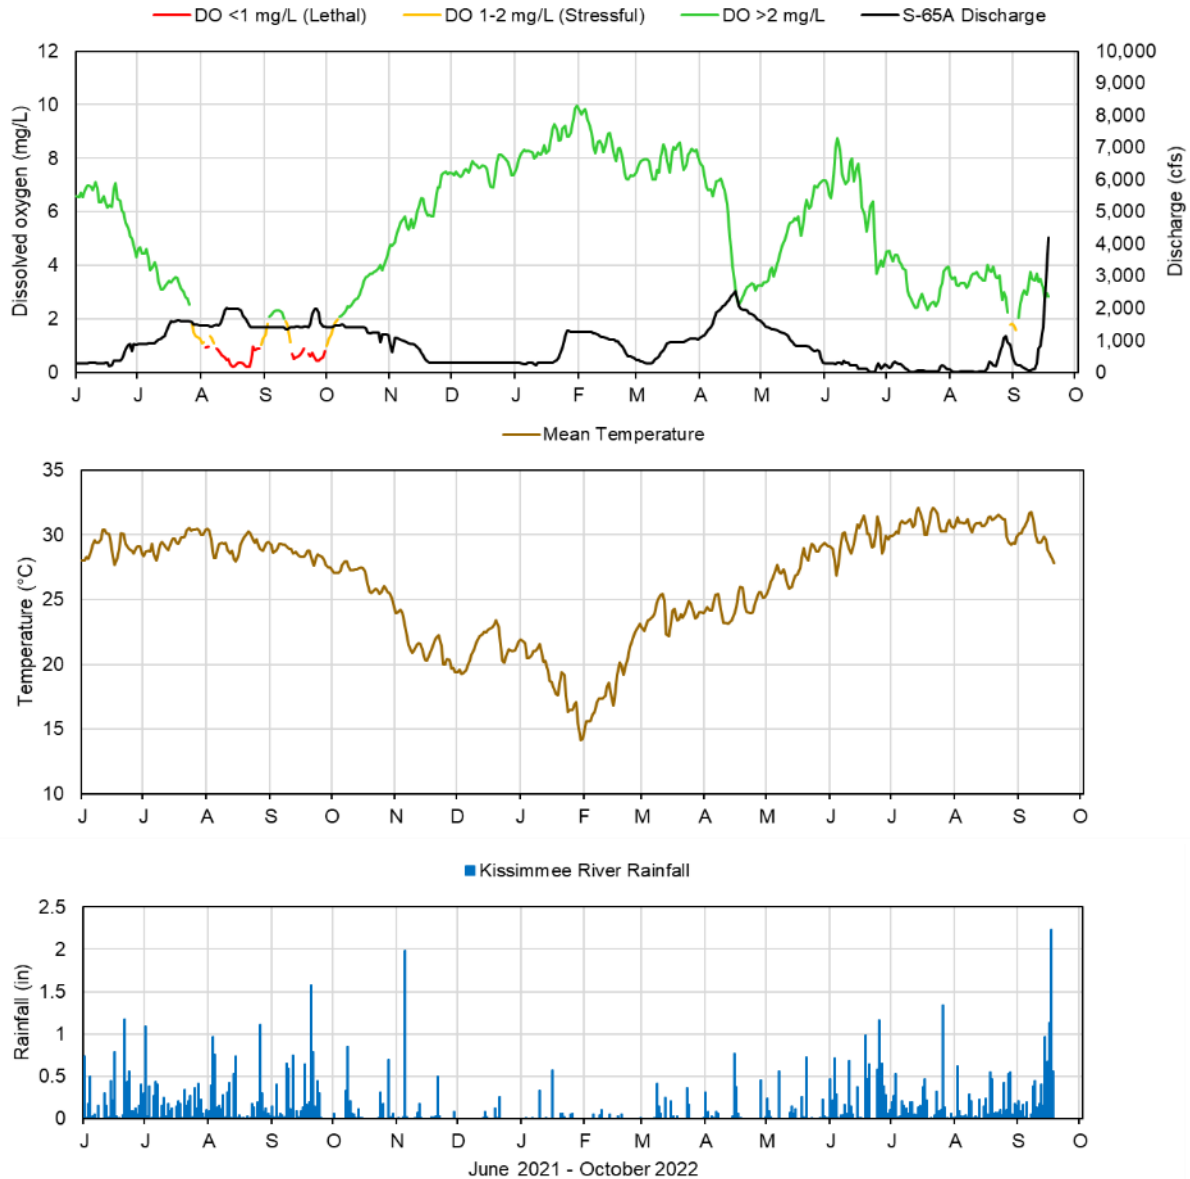 DO <1 mg/L (Lethal) DO 1-2 mg/L (Stressful) DO >2 mg/L S-65A Discharge
12 10,000
9,000
10 8,000
7,000
8
6,000
6 5,000
4,000
4
3,000
2 2,000
1,000
0 0
Dissolved oxygen (mg/L)
Discharge (cfs)
J J A S O N D J F M A M J J A S O
Mean Temperature
35
30
25
20
15
10
Temperature (°C)
J J A S O N D J F M A M J J A S O
Kissimmee River Rainfall
2.5
2
1.5
1
0.5
0
Rainfall (in)
J J A S O N D J F M A M J J A S O
June 2021 - October 2022